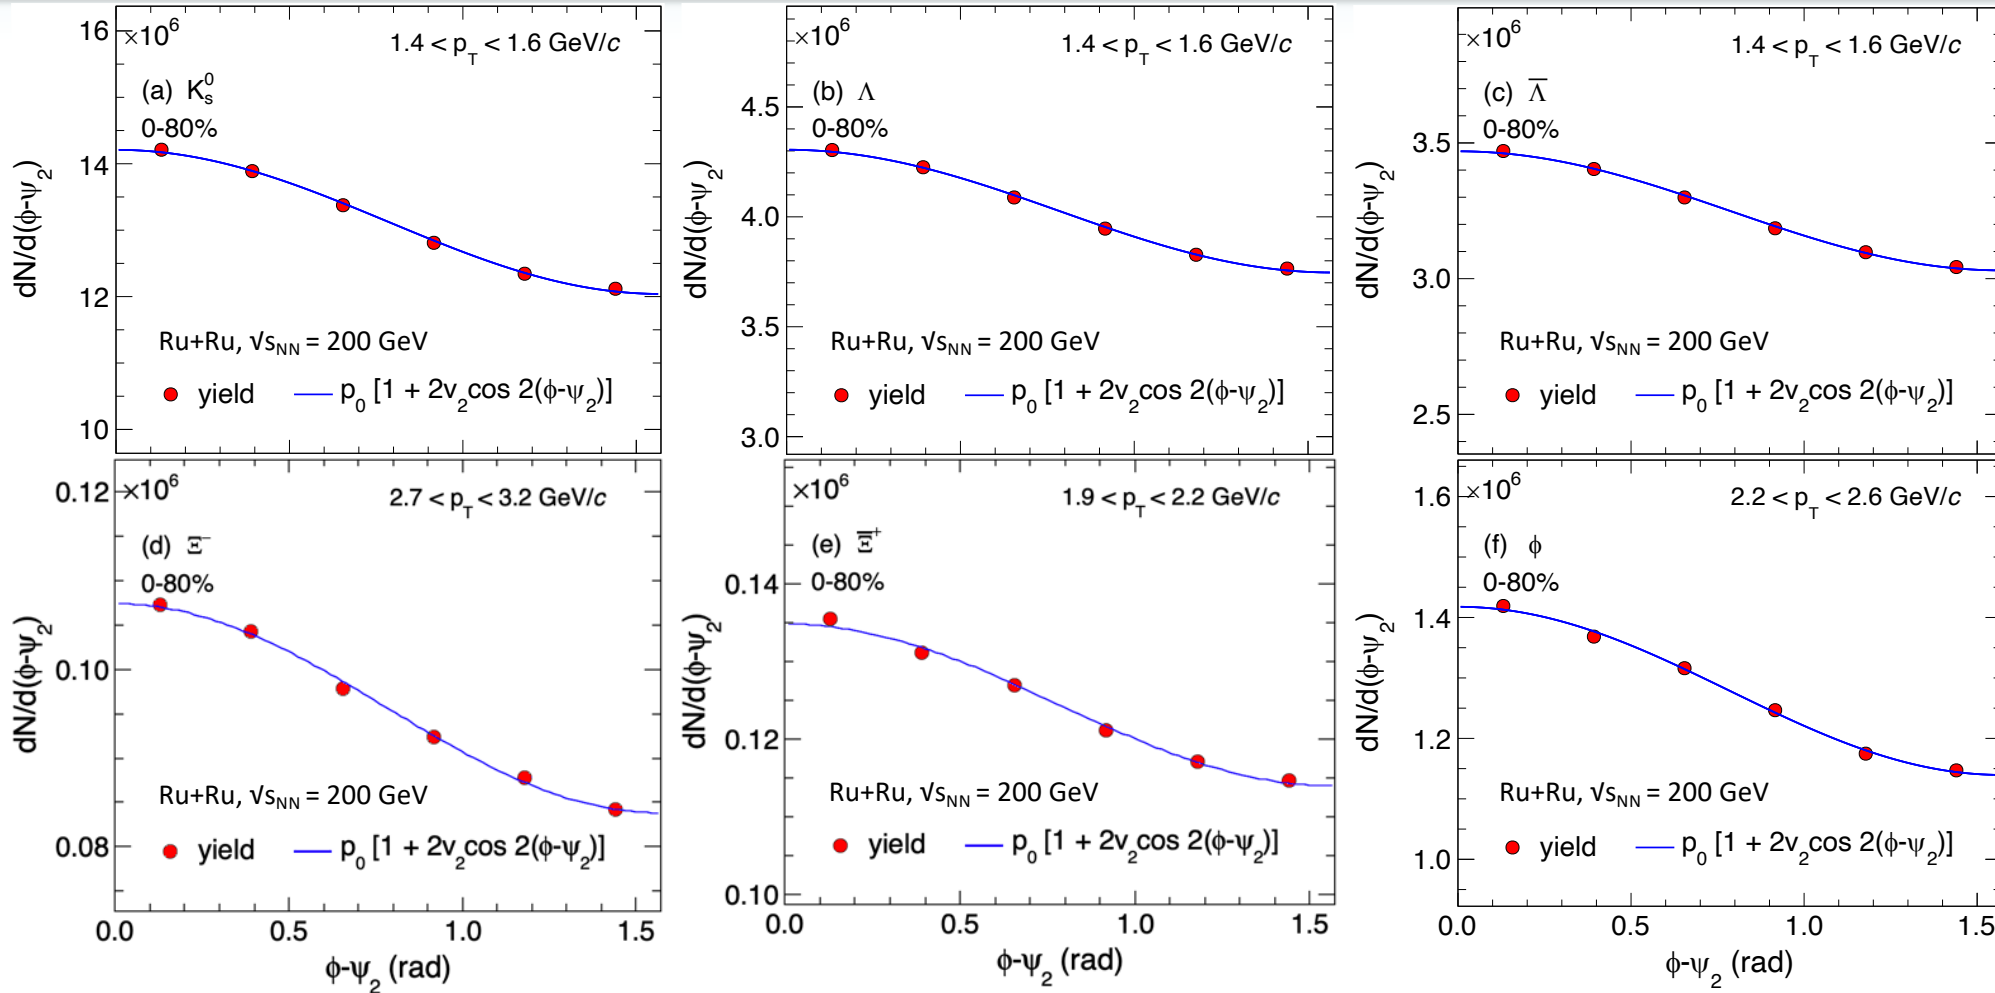 ×10⁶
1.4 < p_T < 1.6 GeV/c
(a) K_s^0
0-80%
16
14
12
10
dN/d(ϕ-ψ₂)
Ru+Ru, √s_NN = 200 GeV
yield
p₀ [1 + 2v₂cos 2(ϕ-ψ₂)]
×10⁶
1.4 < p_T < 1.6 GeV/c
(b) Λ
0-80%
4.5
4.0
3.5
3.0
dN/d(ϕ-ψ₂)
Ru+Ru, √s_NN = 200 GeV
yield
p₀ [1 + 2v₂cos 2(ϕ-ψ₂)]
×10⁶
1.4 < p_T < 1.6 GeV/c
(c) Λ̅
0-80%
3.5
3.0
2.5
dN/d(ϕ-ψ₂)
Ru+Ru, √s_NN = 200 GeV
yield
p₀ [1 + 2v₂cos 2(ϕ-ψ₂)]
×10⁶
2.7 < p_T < 3.2 GeV/c
(d) Ξ⁻
0-80%
0.12
0.10
0.08
dN/d(ϕ-ψ₂)
Ru+Ru, √s_NN = 200 GeV
yield
p₀ [1 + 2v₂cos 2(ϕ-ψ₂)]
0.0 0.5 1.0 1.5
ϕ-ψ₂ (rad)
×10⁶
1.9 < p_T < 2.2 GeV/c
(e) Ξ̅⁺
0-80%
0.14
0.12
0.10
dN/d(ϕ-ψ₂)
Ru+Ru, √s_NN = 200 GeV
yield
p₀ [1 + 2v₂cos 2(ϕ-ψ₂)]
0.0 0.5 1.0 1.5
ϕ-ψ₂ (rad)
×10⁶
2.2 < p_T < 2.6 GeV/c
(f) ϕ
0-80%
1.6
1.4
1.2
1.0
dN/d(ϕ-ψ₂)
Ru+Ru, √s_NN = 200 GeV
yield
p₀ [1 + 2v₂cos 2(ϕ-ψ₂)]
0.0 0.5 1.0 1.5
ϕ-ψ₂ (rad)